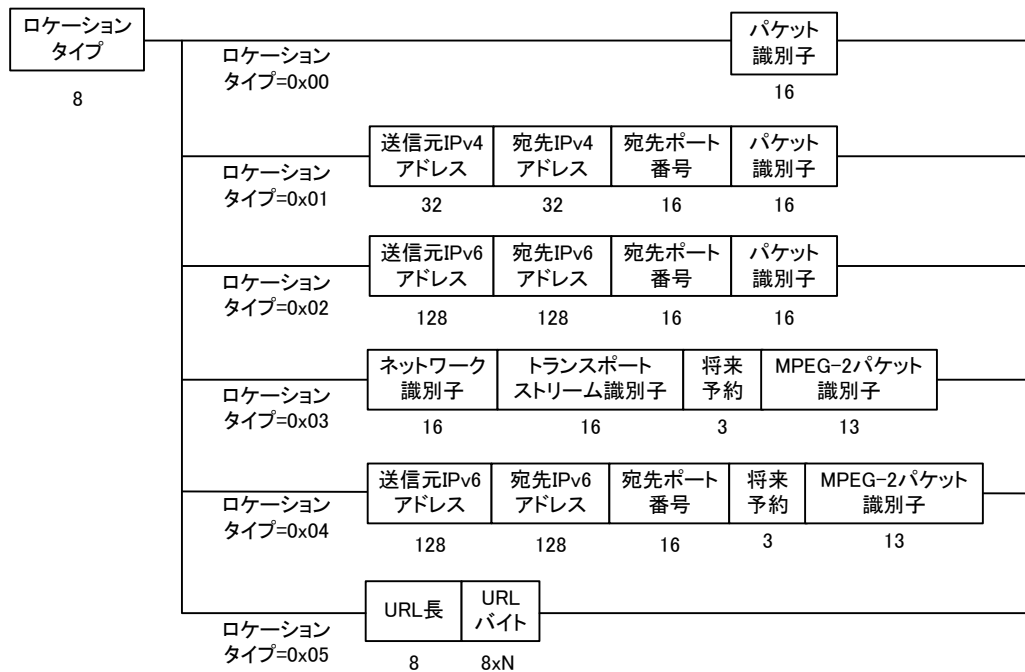 ロケーション
タイプ
8
ロケーション
タイプ=0x00
パケット
識別子
16
ロケーション
タイプ=0x01
送信元IPv4
アドレス
宛先IPv4
アドレス
宛先ポート
番号
パケット
識別子
32
32
16
16
ロケーション
タイプ=0x02
送信元IPv6
アドレス
宛先IPv6
アドレス
宛先ポート
番号
パケット
識別子
128
128
16
16
ロケーション
タイプ=0x03
ネットワーク
識別子
トランスポート
ストリーム識別子
将来
予約
MPEG-2パケット
識別子
16
16
3
13
ロケーション
タイプ=0x04
送信元IPv6
アドレス
宛先IPv6
アドレス
宛先ポート
番号
将来
予約
MPEG-2パケット
識別子
128
128
16
3
13
ロケーション
タイプ=0x05
URL長
URL
バイト
8
8xN